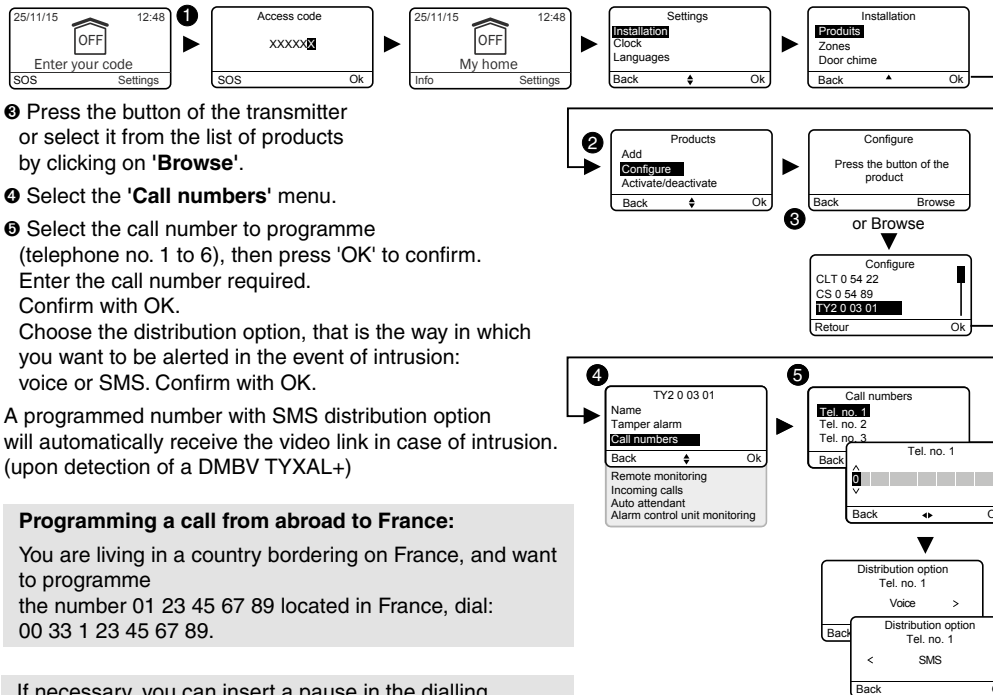 25/11/15 12:48
OFF
Enter your code
SOS Settings
❶
Access code
XXXXXX
SOS Ok
25/11/15 12:48
OFF
My home
Info Settings
Settings
Installation
Clock
Languages
Back Ok
Installation
Produits
Zones
Door chime
Back Ok
❸ Press the button of the transmitter
or select it from the list of products
by clicking on 'Browse'.
❹ Select the 'Call numbers' menu.
❺ Select the call number to programme
(telephone no. 1 to 6), then press 'OK' to confirm.
Enter the call number required.
Confirm with OK.
Choose the distribution option, that is the way in which
you want to be alerted in the event of intrusion:
voice or SMS. Confirm with OK.
A programmed number with SMS distribution option
will automatically receive the video link in case of intrusion.
(upon detection of a DMBV TYXAL+)
Programming a call from abroad to France:
You are living in a country bordering on France, and want
to programme
the number 01 23 45 67 89 located in France, dial:
00 33 1 23 45 67 89.
If necessary, you can insert a pause in the dialling
❷
Products
Add
Configure
Activate/deactivate
Back Ok
Configure
Press the button of the
product
Back Browse
❸
or Browse
Configure
CLT 0 54 22
CS 0 54 89
TY2 0 03 01
Retour Ok
❹
TY2 0 03 01
Name
Tamper alarm
Call numbers
Back Ok
Remote monitoring
Incoming calls
Auto attendant
Alarm control unit monitoring
❺
Call numbers
Tel. no. 1
Tel. no. 2
Tel. no. 3
Back
Tel. no. 1
0
Back
Distribution option
Tel. no. 1
Voice >
Back
Distribution option
Tel. no. 1
< SMS
Back